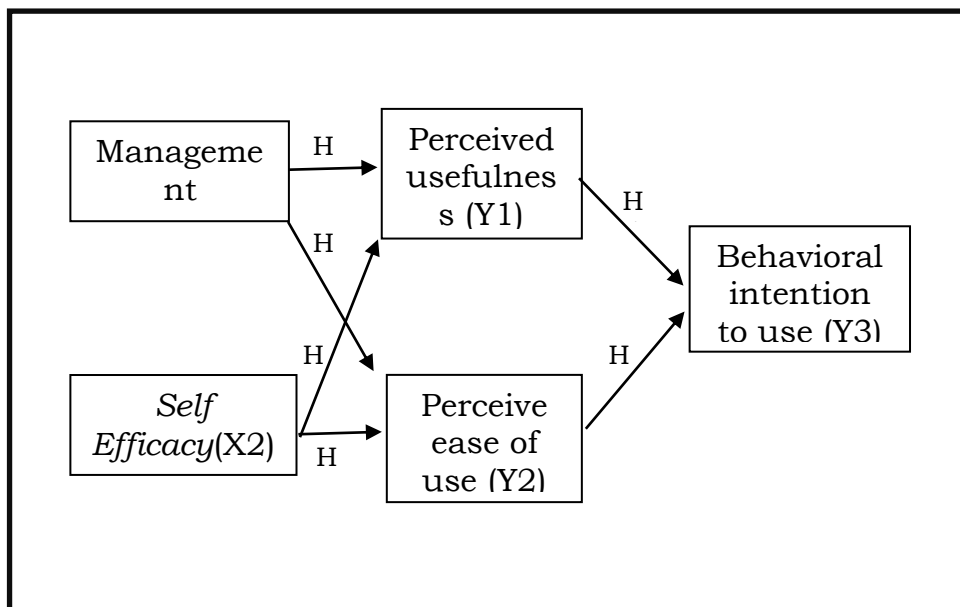 Manageme
nt
H
Perceived
usefulnes
s (Y1)
H
H
Behavioral
intention
to use (Y3)
H
H
Self
Efficacy(X2)
H
Perceive
ease of
use (Y2)